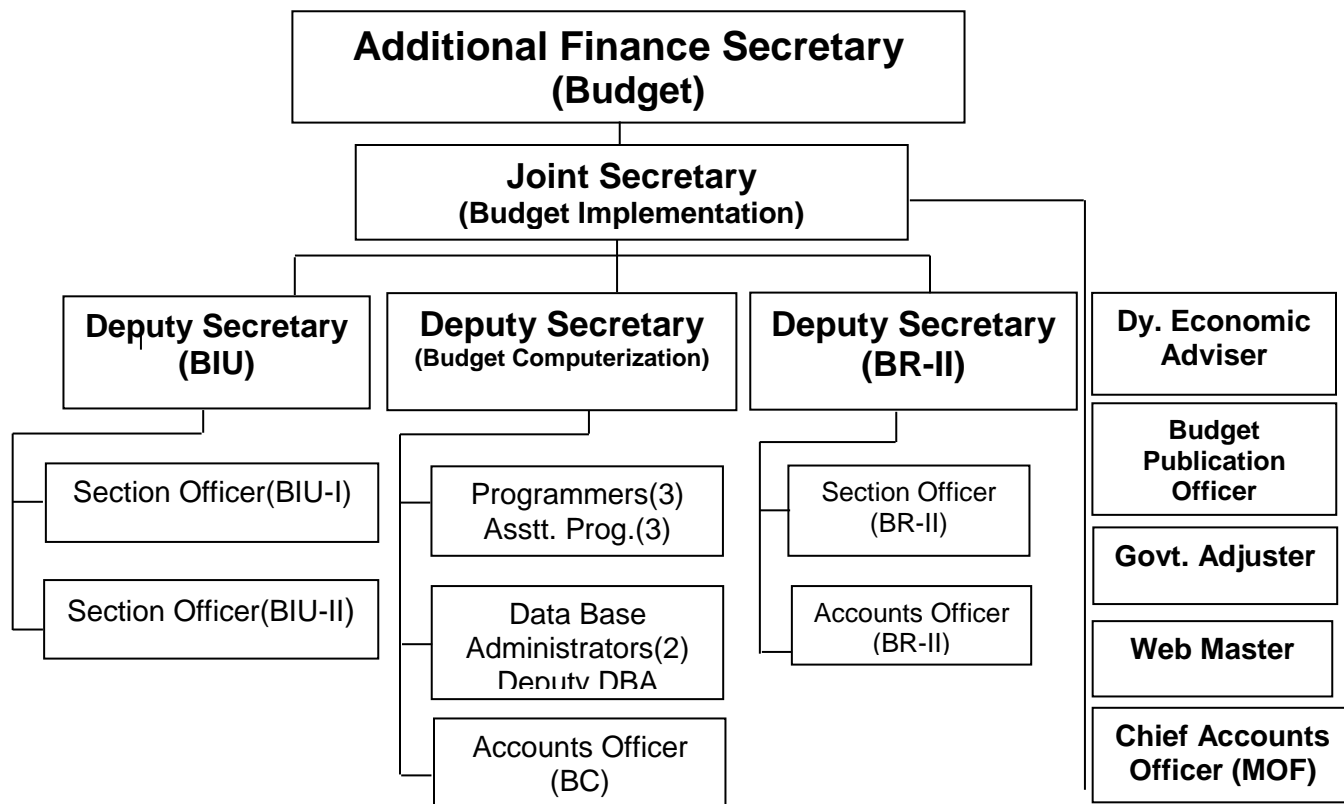 Additional Finance Secretary
(Budget)
Joint Secretary
(Budget Implementation)
Deputy Secretary
(BIU)
Deputy Secretary
(Budget Computerization)
Deputy Secretary
(BR-II)
Dy. Economic
Adviser
Budget
Publication
Officer
Govt. Adjuster
Web Master
Chief Accounts
Officer (MOF)
Section Officer(BIU-I)
Section Officer(BIU-II)
Programmers(3)
Asstt. Prog.(3)
Data Base
Administrators(2)
Deputy DBA
Accounts Officer
(BC)
Section Officer
(BR-II)
Accounts Officer
(BR-II)